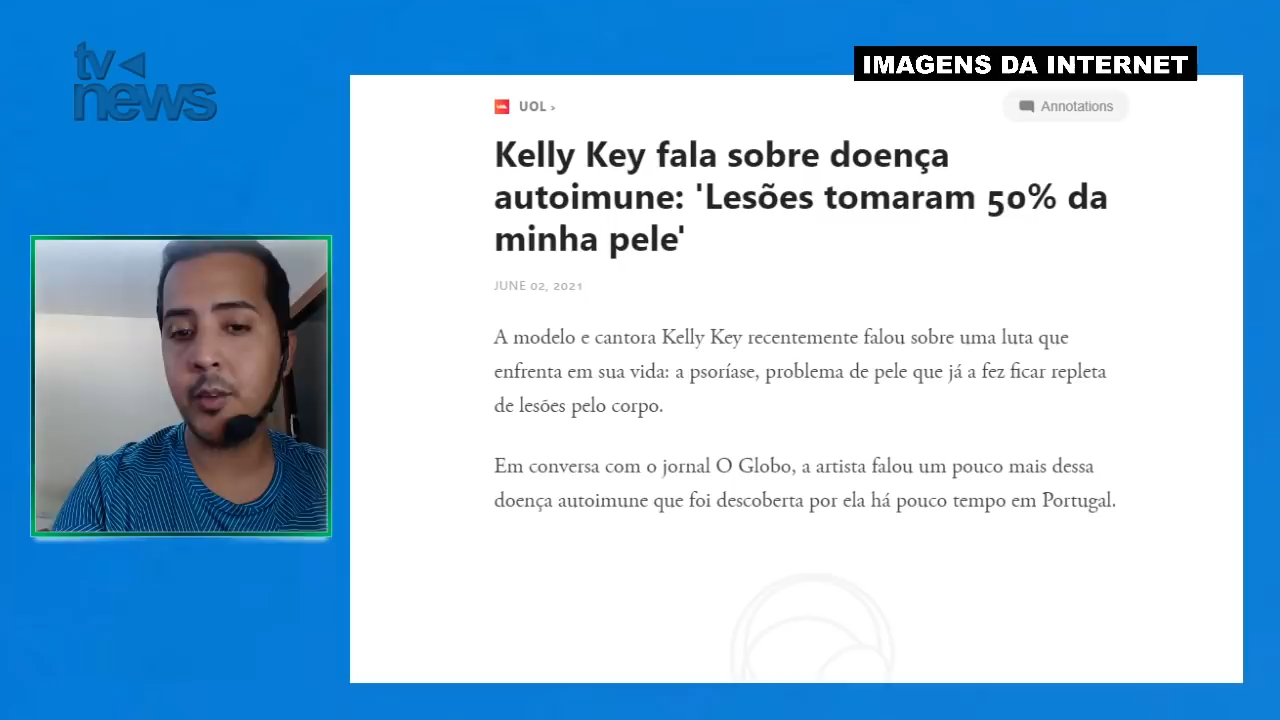 tv
news
IMAGENS DA INTERNET
UOL ›
Annotations
Kelly Key fala sobre doença
autoimune: 'Lesões tomaram 50% da
minha pele'
JUNE 02, 2021
A modelo e cantora Kelly Key recentemente falou sobre uma luta que
enfrenta em sua vida: a psoríase, problema de pele que já a fez ficar repleta
de lesões pelo corpo.
Em conversa com o jornal O Globo, a artista falou um pouco mais dessa
doença autoimune que foi descoberta por ela há pouco tempo em Portugal.